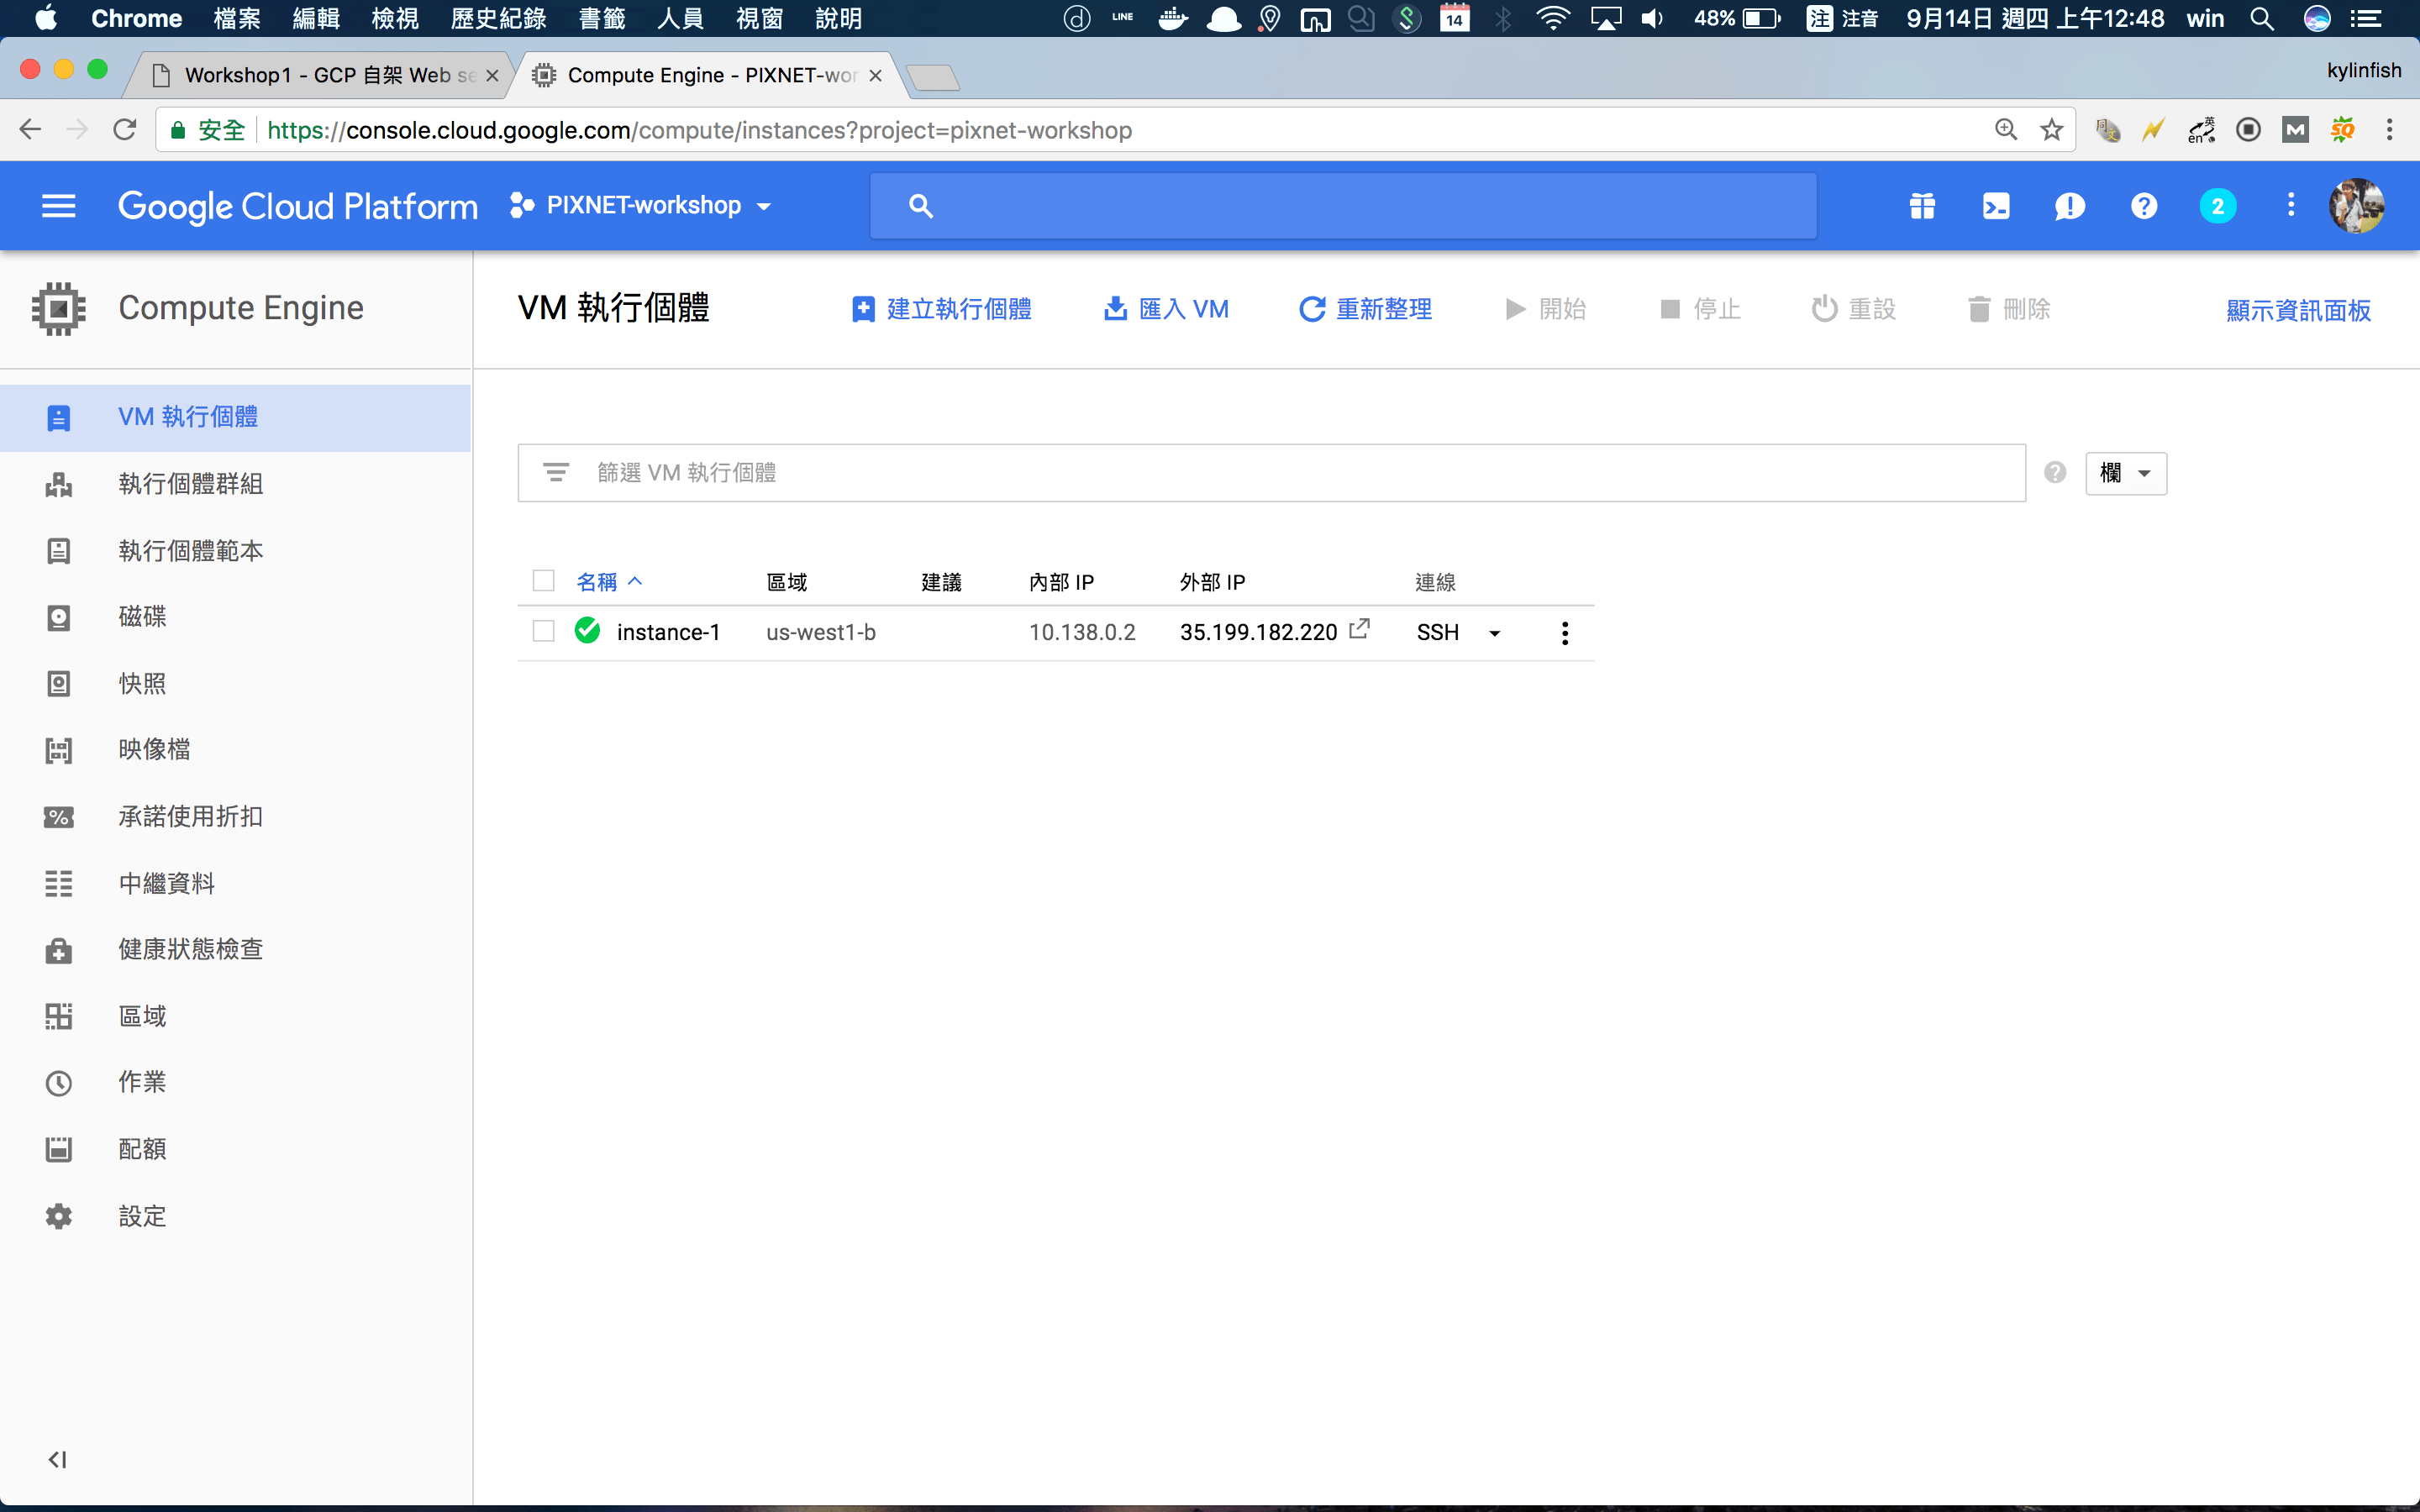 Chrome 檔案 編輯 檢視 歷史紀錄 書籤 人員 視窗 說明 LINE 14 48% 注 注音 9月14日 週四 上午12:48 win
Workshop1 - GCP 自架 Web se Compute Engine - PIXNET-wor kylinfish
安全 https://console.cloud.google.com/compute/instances?project=pixnet-workshop
Google Cloud Platform PIXNET-workshop 2
Compute Engine
VM 執行個體 建立執行個體 匯入 VM 重新整理 開始 停止 重設 刪除 顯示資訊面板
VM 執行個體
執行個體群組
執行個體範本
磁碟
快照
映像檔
承諾使用折扣
中繼資料
健康狀態檢查
區域
作業
配額
設定
篩選 VM 執行個體 欄
名稱 區域 建議 內部 IP 外部 IP 連線
instance-1 us-west1-b 10.138.0.2 35.199.182.220 SSH